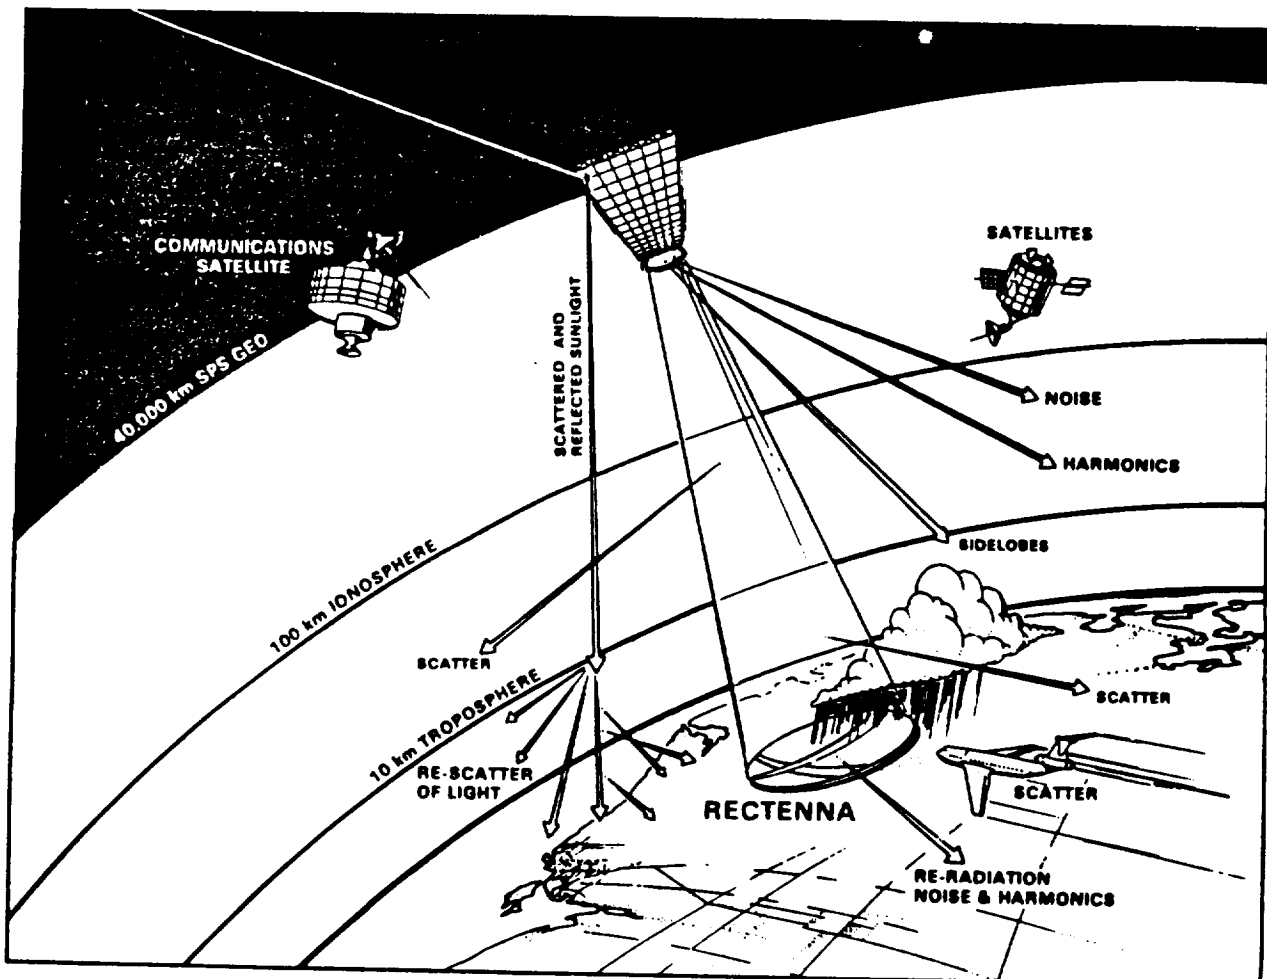 COMMUNICATIONS
SATELLITE
SATELLITES
40,000 km SPS GEO
SCATTERED AND
REFLECTED SUNLIGHT
NOISE
HARMONICS
SIDELOBES
100 km IONOSPHERE
SCATTER
SCATTER
10 km TROPOSPHERE
RE-SCATTER
OF LIGHT
SCATTER
RECTENNA
RE-RADIATION
NOISE & HARMONICS